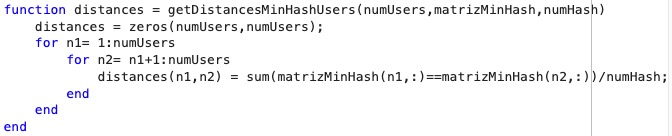 function distances = getDistancesMinHashUsers(numUsers,matrizMinHash,numHash)
    distances = zeros(numUsers,numUsers);
    for n1= 1:numUsers
        for n2= n1+1:numUsers
            distances(n1,n2) = sum(matrizMinHash(n1,:)==matrizMinHash(n2,:))/numHash;
        end
    end
end